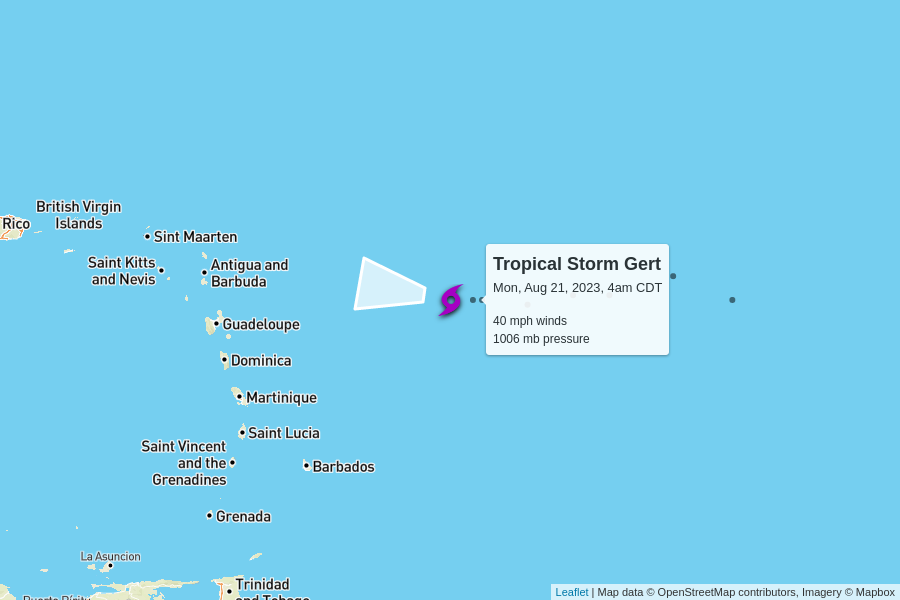 British Virgin
Islands
Rico
Sint Maarten
Saint Kitts
and Nevis
Antigua and
Barbuda
Tropical Storm Gert
Mon, Aug 21, 2023, 4am CDT
40 mph winds
1006 mb pressure
Guadeloupe
Dominica
Martinique
Saint Lucia
Saint Vincent
and the
Grenadines
Barbados
Grenada
La Asuncion
Trinidad
and Tobago
Leaflet | Map data © OpenStreetMap contributors, Imagery © Mapbox